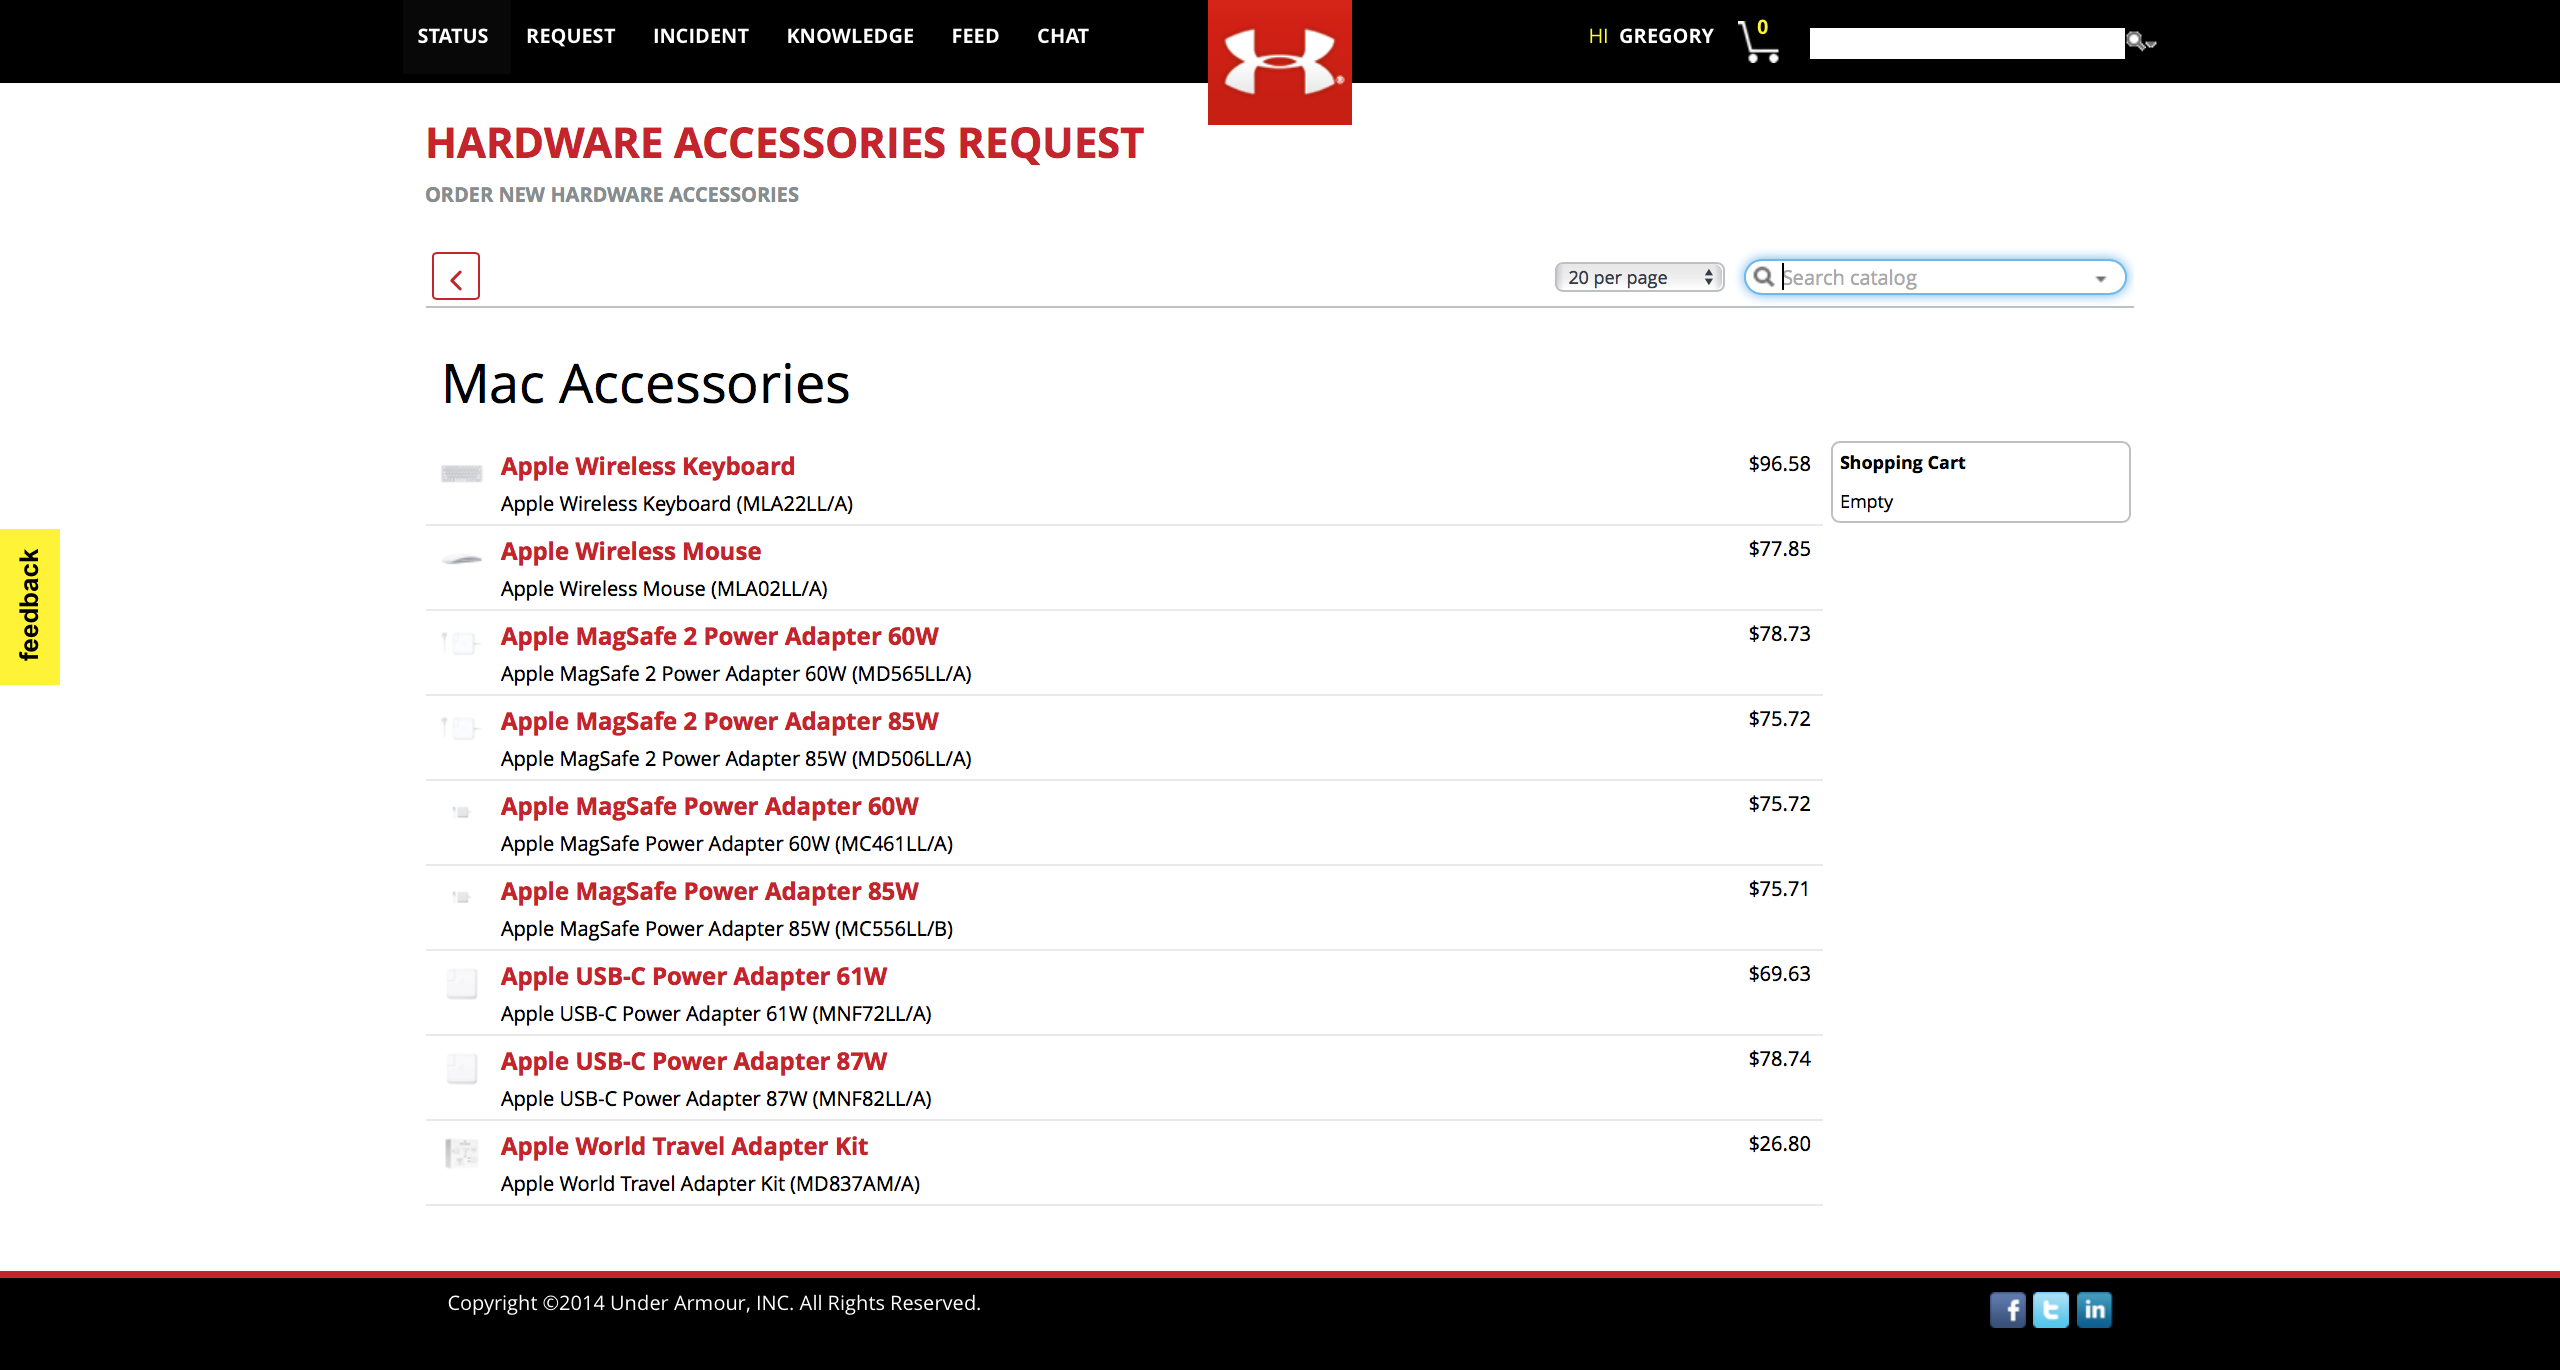 STATUS REQUEST INCIDENT KNOWLEDGE FEED CHAT HI GREGORY 0
HARDWARE ACCESSORIES REQUEST
ORDER NEW HARDWARE ACCESSORIES
20 per page Search catalog
Mac Accessories
Apple Wireless Keyboard $96.58
Apple Wireless Keyboard (MLA22LL/A)
Shopping Cart
Empty
Apple Wireless Mouse $77.85
Apple Wireless Mouse (MLA02LL/A)
feedback
Apple MagSafe 2 Power Adapter 60W $78.73
Apple MagSafe 2 Power Adapter 60W (MD565LL/A)
Apple MagSafe 2 Power Adapter 85W $75.72
Apple MagSafe 2 Power Adapter 85W (MD506LL/A)
Apple MagSafe Power Adapter 60W $75.72
Apple MagSafe Power Adapter 60W (MC461LL/A)
Apple MagSafe Power Adapter 85W $75.71
Apple MagSafe Power Adapter 85W (MC556LL/B)
Apple USB-C Power Adapter 61W $69.63
Apple USB-C Power Adapter 61W (MNF72LL/A)
Apple USB-C Power Adapter 87W $78.74
Apple USB-C Power Adapter 87W (MNF82LL/A)
Apple World Travel Adapter Kit $26.80
Apple World Travel Adapter Kit (MD837AM/A)
Copyright ©2014 Under Armour, INC. All Rights Reserved.